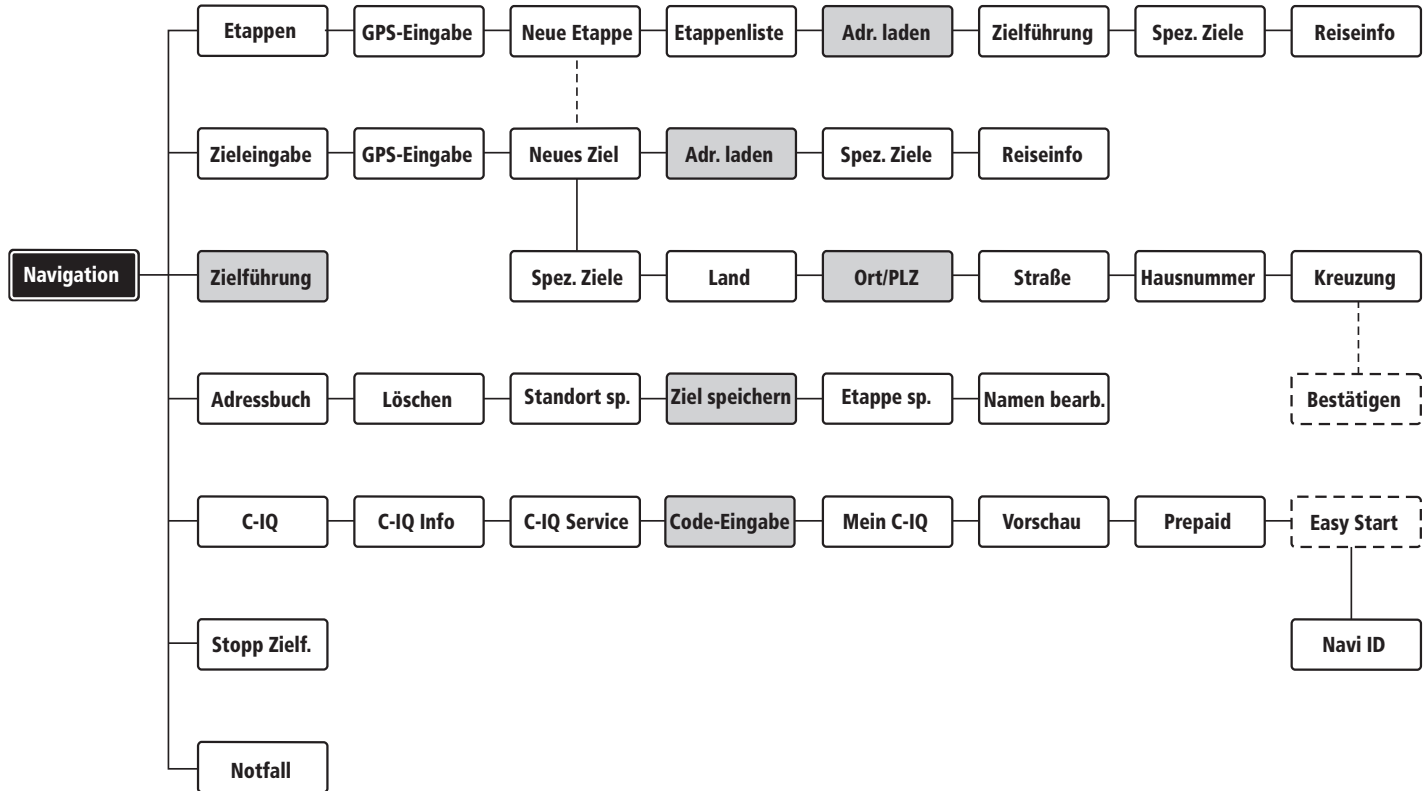 Etappen GPS-Eingabe Neue Etappe Etappenliste Adr. laden Zielführung Spez. Ziele Reiseinfo
Zieleingabe GPS-Eingabe Neues Ziel Adr. laden Spez. Ziele Reiseinfo
Navigation Zielführung Spez. Ziele Land Ort/PLZ Straße Hausnummer Kreuzung
Adressbuch Löschen Standort sp. Ziel speichern Etappe sp. Namen bearb. Bestätigen
C-IQ C-IQ Info C-IQ Service Code-Eingabe Mein C-IQ Vorschau Prepaid Easy Start
Stopp Zielf. Navi ID
Notfall